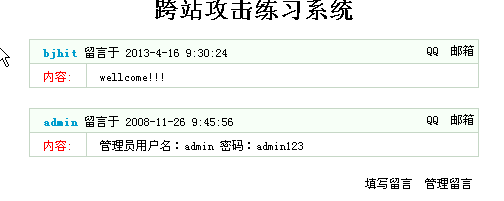 跨站攻击练习系统
bjhit 留言于 2013-4-16 9:30:24 QQ 邮箱
内容: wellcome!!!
admin 留言于 2008-11-26 9:45:56 QQ 邮箱
内容: 管理员用户名：admin 密码：admin123
填写留言 管理留言